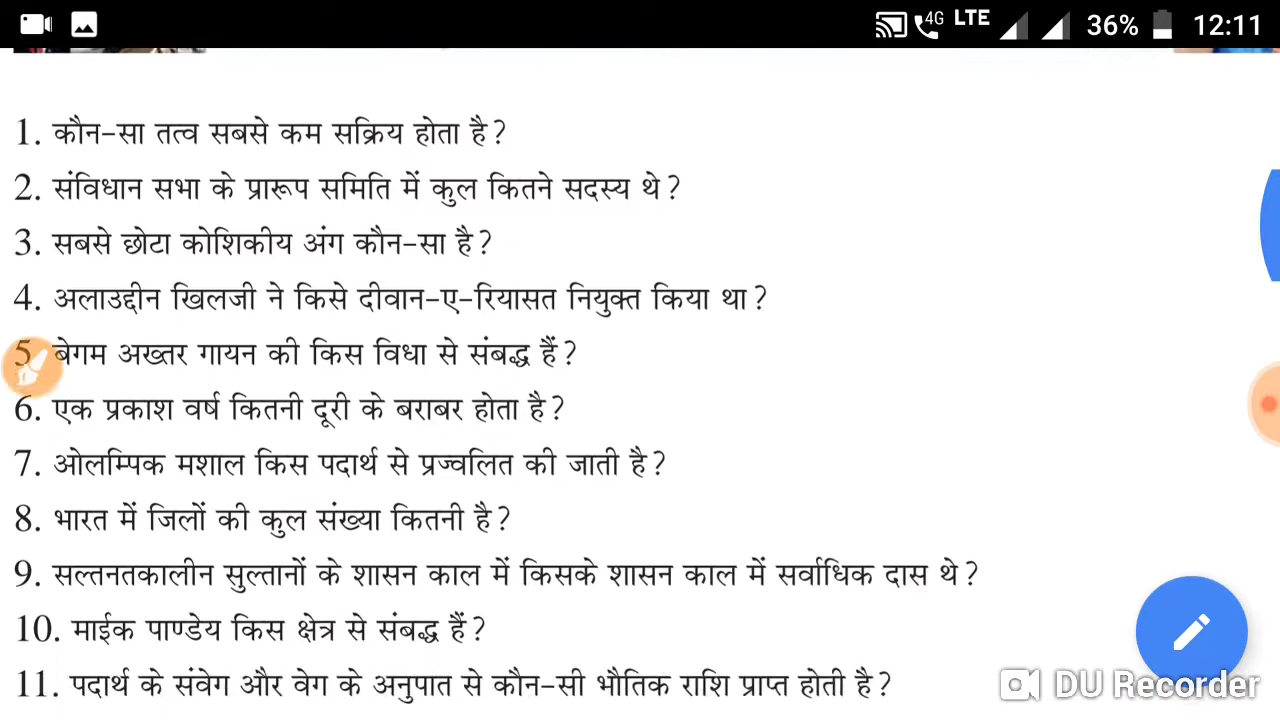 4G LTE 36% 12:11
1. कौन-सा तत्व सबसे कम सक्रिय होता है?
2. संविधान सभा के प्रारूप समिति में कुल कितने सदस्य थे?
3. सबसे छोटा कोशिकीय अंग कौन-सा है?
4. अलाउद्दीन खिलजी ने किसे दीवान-ए-रियासत नियुक्त किया था?
5. बेगम अख्तर गायन की किस विधा से संबद्ध हैं?
6. एक प्रकाश वर्ष कितनी दूरी के बराबर होता है?
7. ओलम्पिक मशाल किस पदार्थ से प्रज्वलित की जाती है?
8. भारत में जिलों की कुल संख्या कितनी है?
9. सल्तनतकालीन सुल्तानों के शासन काल में किसके शासन काल में सर्वाधिक दास थे?
10. माईक पाण्डेय किस क्षेत्र से संबद्ध हैं?
11. पदार्थ के संवेग और वेग के अनुपात से कौन-सी भौतिक राशि प्राप्त होती है?
DU Recorder